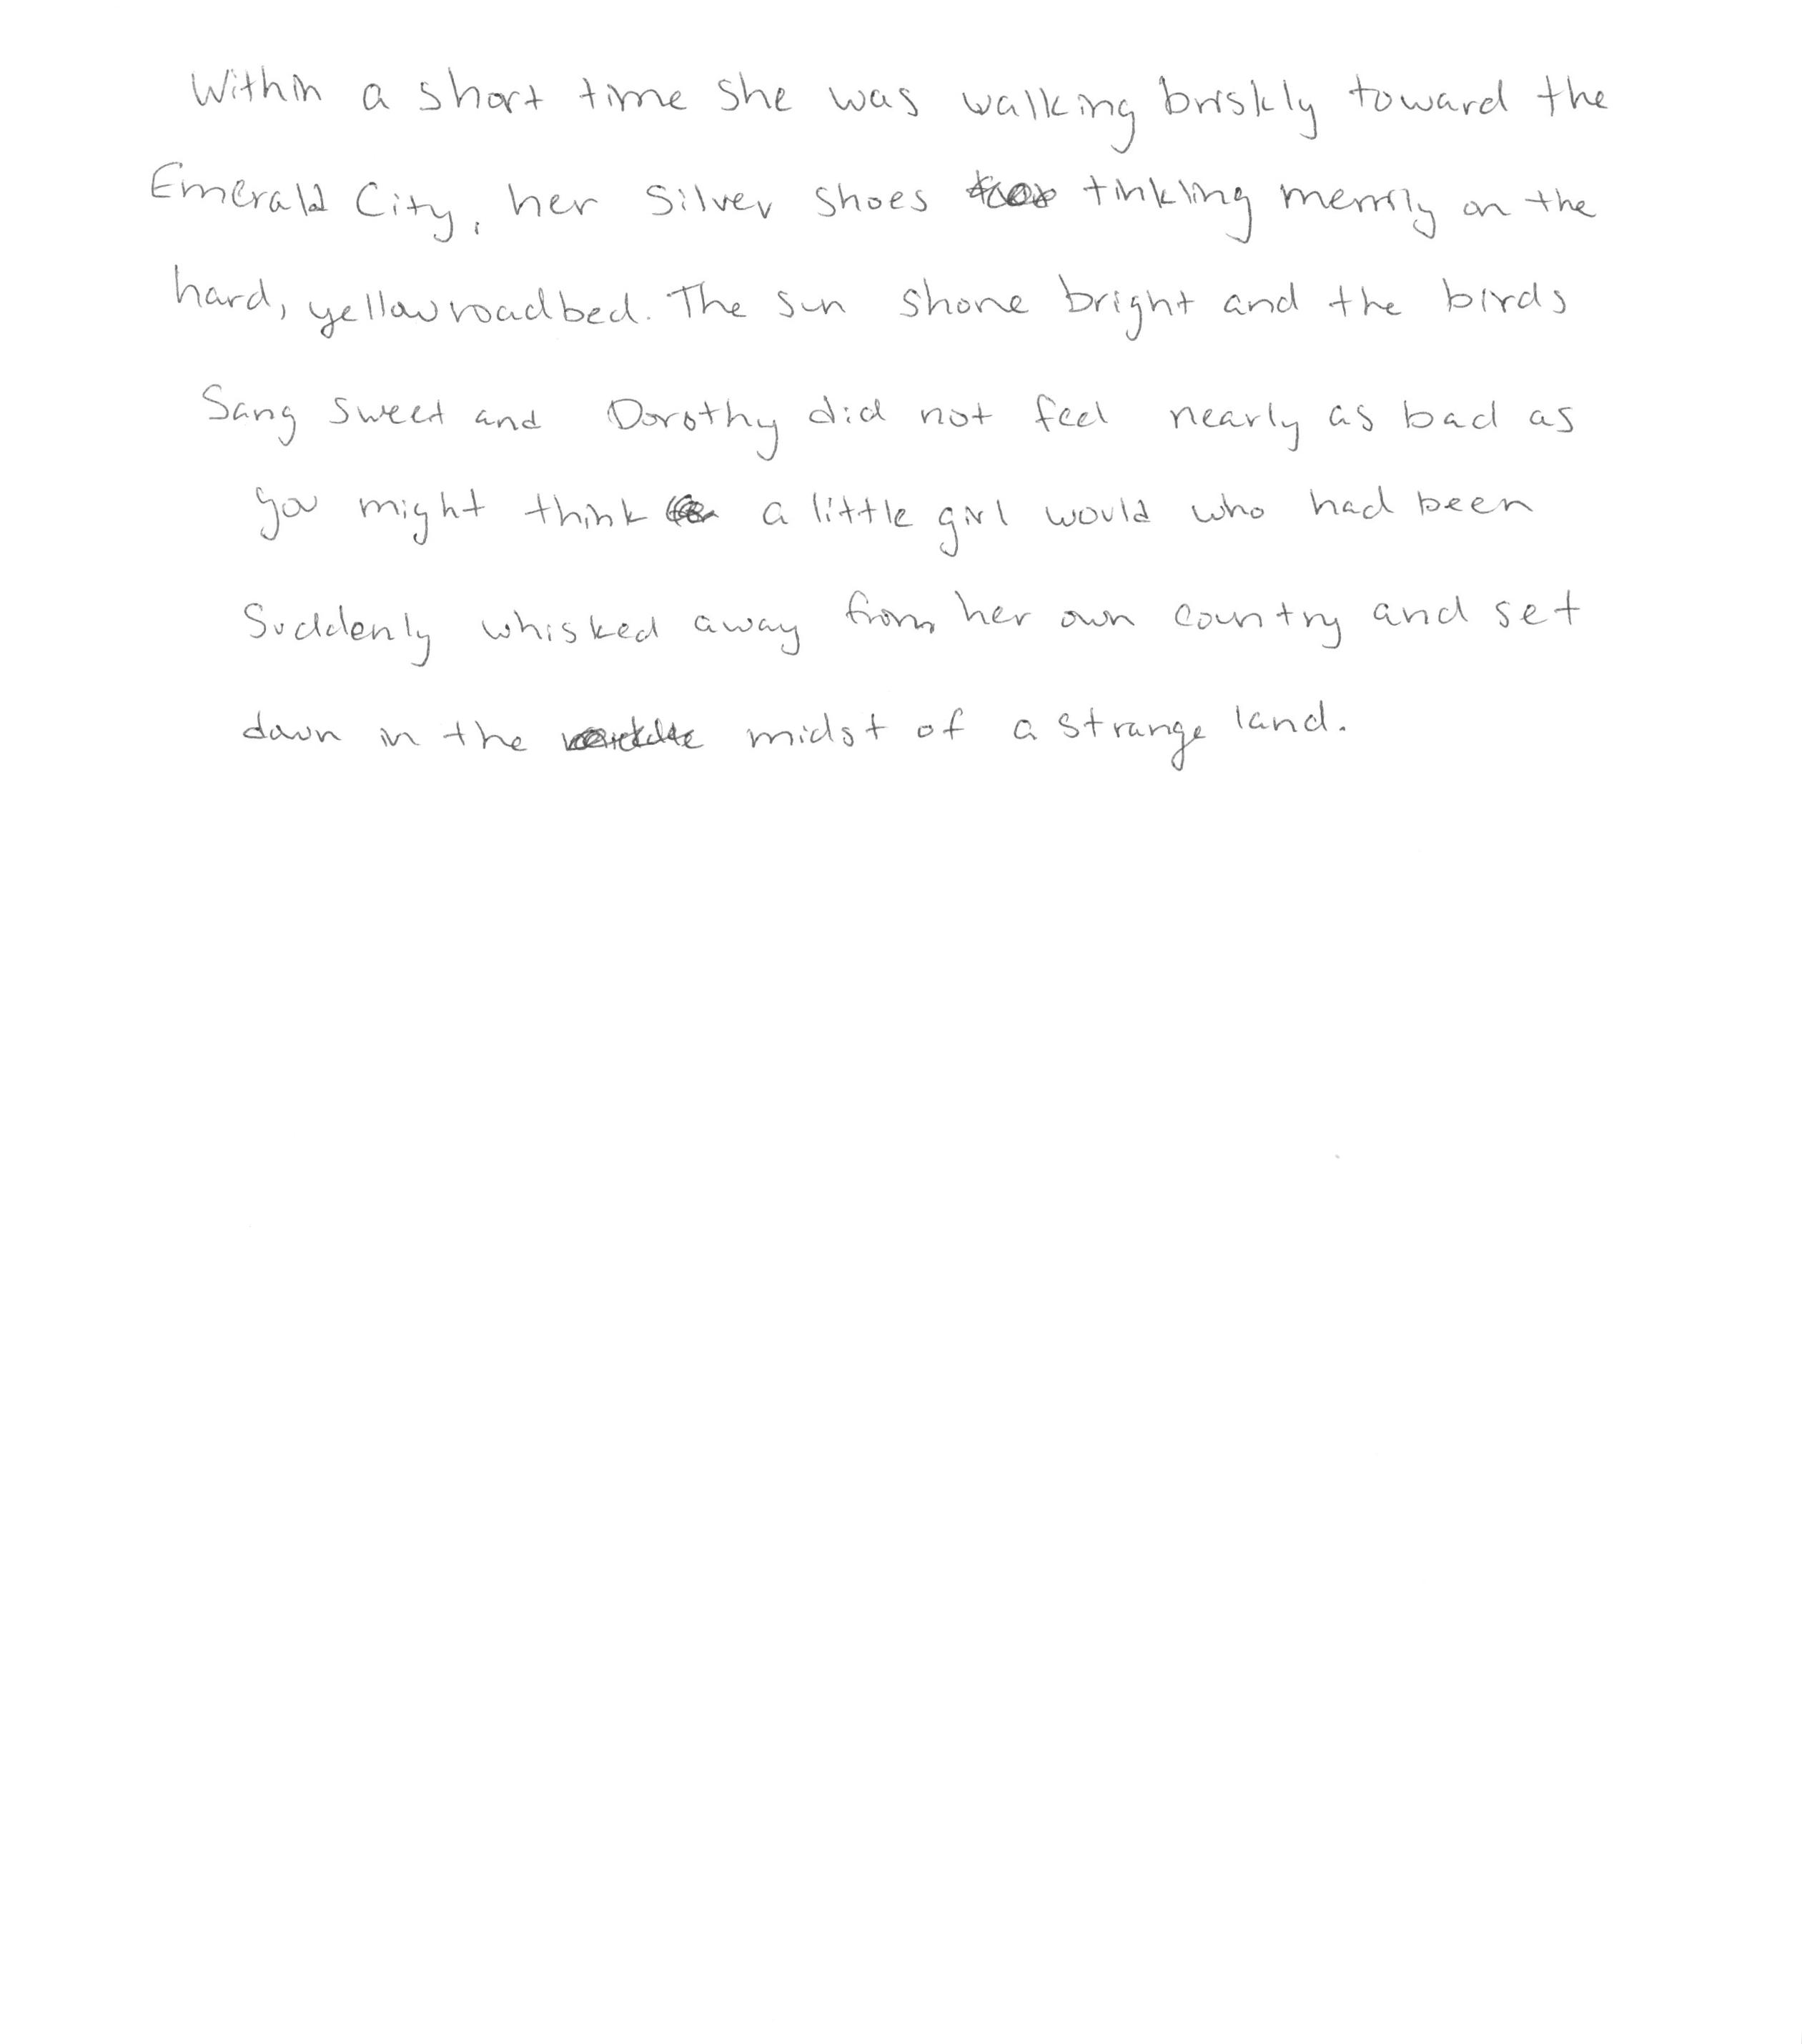 Within a short time she was walking briskly toward the
Emerald City, her Silver shoes tinkling merrily on the
hard, yellow roadbed. The sun shone bright and the birds
Sang sweet and Dorothy did not feel nearly as bad as
you might think a little girl would who had been
Suddenly whisked away from her own country and set
down in the midst of a strange land.